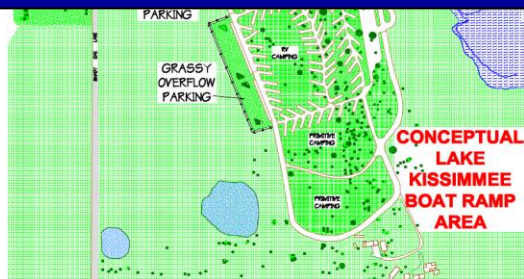 PARKING
GRASSY
OVERFLOW
PARKING
RV
CAMPING
PRIMITIVE
CAMPING
PRIMITIVE
CAMPING
CONCEPTUAL
LAKE
KISSIMMEE
BOAT RAMP
AREA